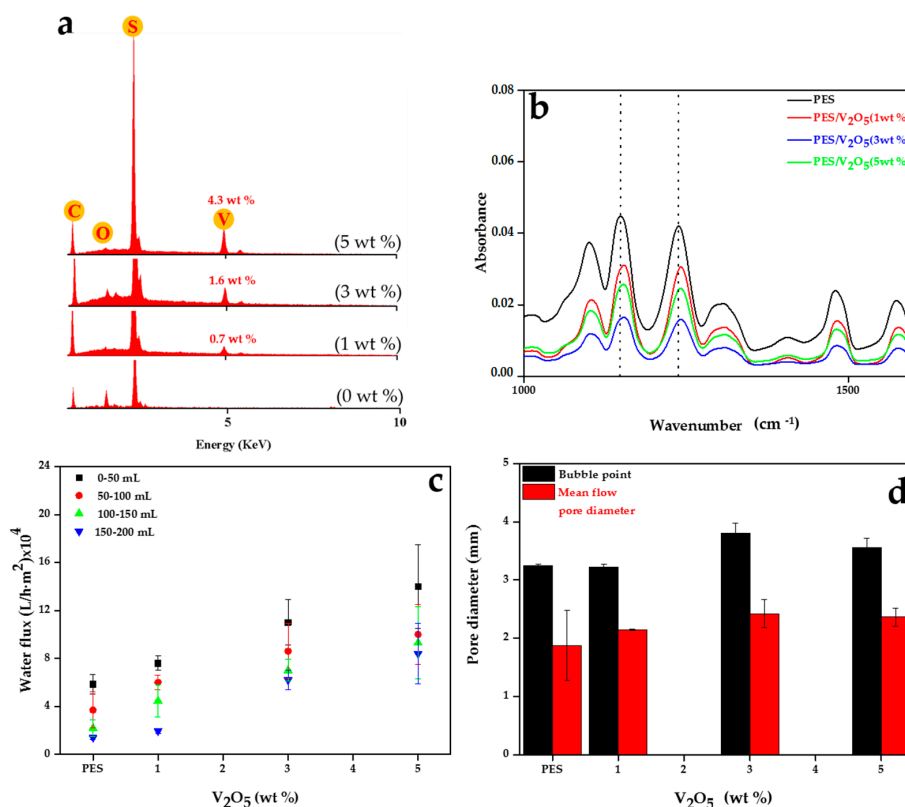 a
S
C
O
4.3 wt %
V
(5 wt %)
1.6 wt %
(3 wt %)
0.7 wt %
(1 wt %)
(0 wt %)
5
10
Energy (KeV)
b
PES
PES/V₂O₅(1wt %
PES/V₂O₅(3wt %
PES/V₂O₅(5wt %
0.08
0.06
0.04
0.02
0.00
Absorbance
1000
1500
Wavenumber (cm⁻¹)
c
0-50 mL
50-100 mL
100-150 mL
150-200 mL
24
20
16
12
8
4
0
Water flux (L/h·m²)x10⁴
PES
1
2
3
4
5
V₂O₅ (wt %)
d
Bubble point
Mean flow
pore diameter
5
4
3
2
1
0
Pore diameter (mm)
PES
1
2
3
4
5
V₂O₅ (wt %)